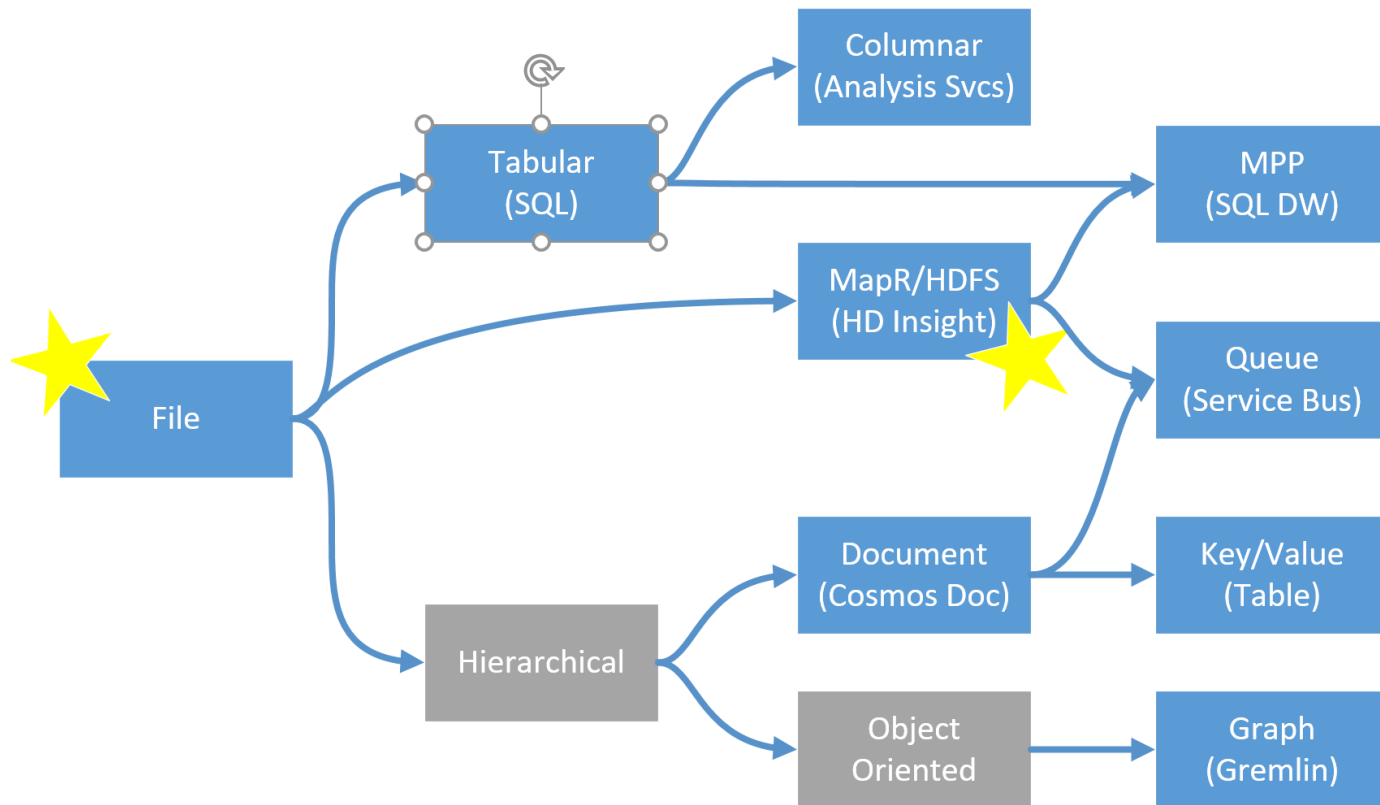 Columnar
(Analysis Svcs)
Tabular
(SQL)
MPP
(SQL DW)
MapR/HDFS
(HD Insight)
Queue
(Service Bus)
File
Document
(Cosmos Doc)
Key/Value
(Table)
Hierarchical
Object
Oriented
Graph
(Gremlin)